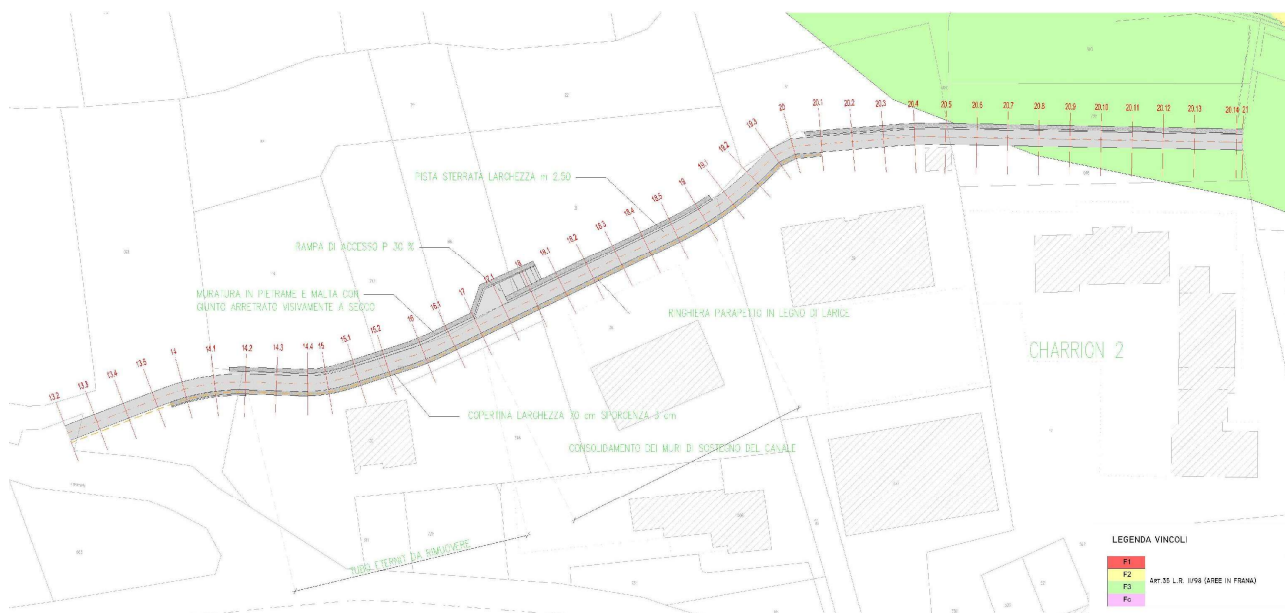 20
20.1
20.2
20.3
20.4
20.5
20.6
20.7
20.8
20.9
20.10
20.11
20.12
20.13
20.14
21
19.3
19.2
19.1
19
18.5
18.4
18.3
18.2
18.1
18
17.1
17
16.1
16
15.2
15.1
15
14.4
14.3
14.2
14.1
14
13.5
13.4
13.3
13.2
PISTA STERRATA LARGHEZZA m 2.50
RAMPA DI ACCESSO P 30 %
MURATURA IN PIETRAME E MALTA CON
GIUNTO ARRETRATO VISIVAMENTE A SECCO
RINGHIERA PARAPETTO IN LEGNO DI LARICE
CHARRION 2
COPERTINA LARGHEZZA 70 cm SPORGENZA 3 cm
CONSOLIDAMENTO DEI MURI DI SOSTEGNO DEL CANALE
TUBO ETERNIT DA RIMUOVERE
LEGENDA VINCOLI
F1
F2
F3
Fc
ART.35 L.R. 11/98 (AREE IN FRANA)